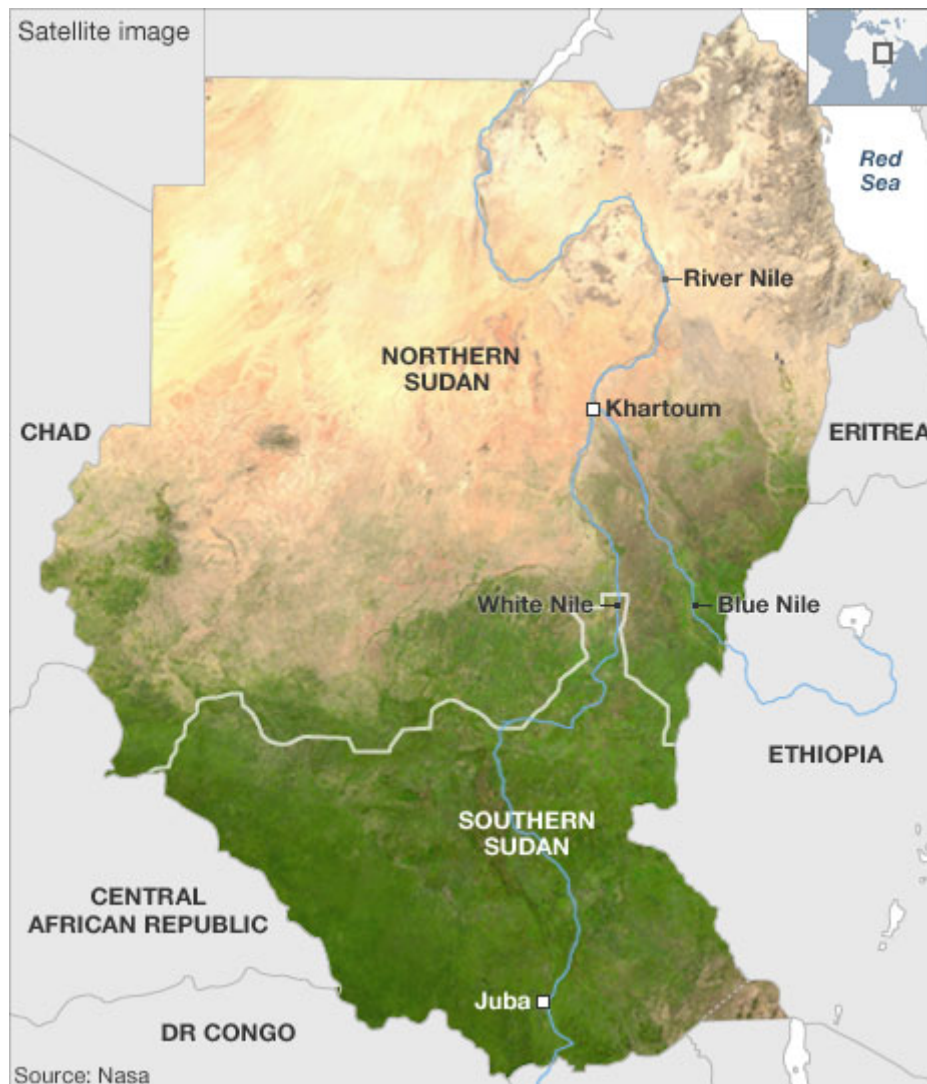 Satellite image
Red
Sea
River Nile
NORTHERN
SUDAN
Khartoum
CHAD
ERITREA
White Nile
Blue Nile
ETHIOPIA
SOUTHERN
SUDAN
CENTRAL
AFRICAN REPUBLIC
Juba
DR CONGO
Source: Nasa